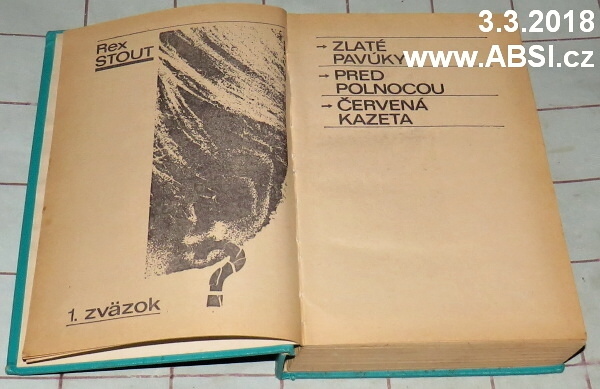 3.3.2018
www.ABSI.cz
Rex
STOUT
1. zväzok
→ ZLATÉ
PAVÚKY
→ PRED
POLNOCOU
→ ČERVENÁ
KAZETA